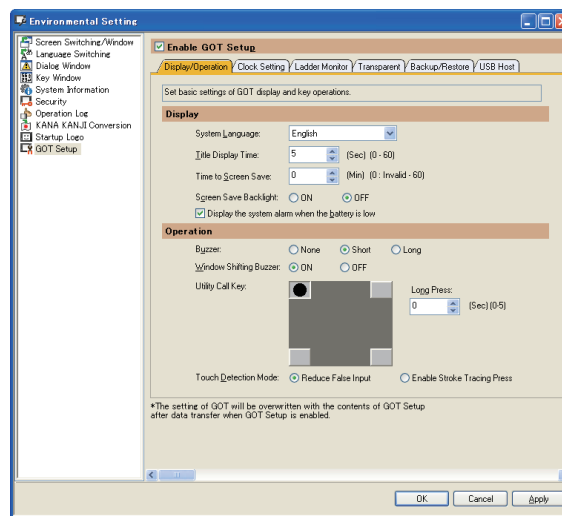 Environmental Setting
Screen Switching/Window
Language Switching
Dialog Window
Key Window
System Information
Security
Operation Log
KANA KANJI Conversion
Startup Logo
GOT Setup
Enable GOT Setup
Display/Operation Clock Setting Ladder Monitor Transparent Backup/Restore USB Host
Set basic settings of GOT display and key operations.
Display
System Language: English
Title Display Time: 5 (Sec) (0 - 60)
Time to Screen Save: 0 (Min) (0 : Invalid - 60)
Screen Save Backlight: ON OFF
Display the system alarm when the battery is low
Operation
Buzzer: None Short Long
Window Shifting Buzzer: ON OFF
Utility Call Key: Long Press:
0 (Sec) (0-5)
Touch Detection Mode: Reduce False Input Enable Stroke Tracing Press
*The setting of GOT will be overwritten with the contents of GOT Setup
after data transfer when GOT Setup is enabled.
OK Cancel Apply